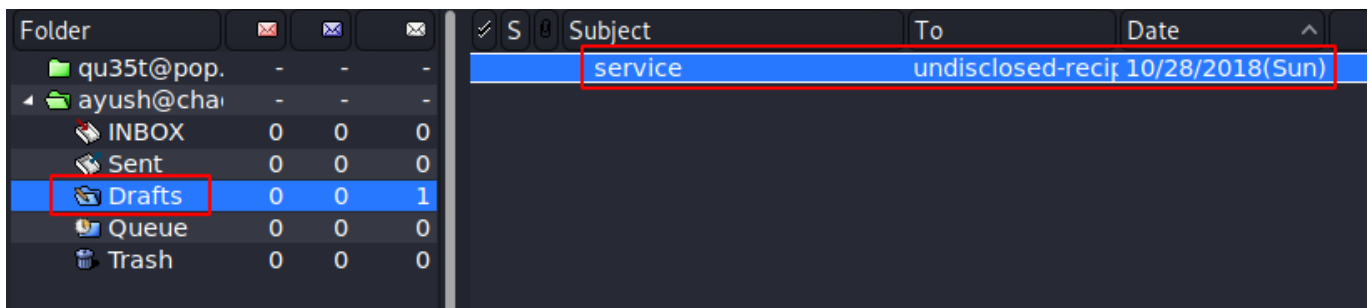 Folder S Subject To Date
qu35t@pop. - - -
service undisclosed-recip 10/28/2018(Sun)
ayush@cha - - -
INBOX 0 0 0
Sent 0 0 0
Drafts 0 0 1
Queue 0 0 0
Trash 0 0 0